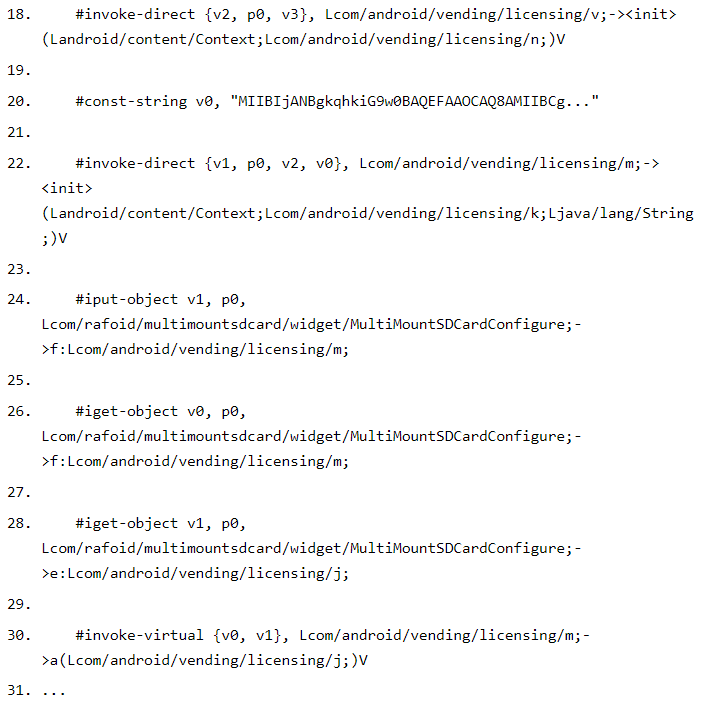 18.     #invoke-direct {v2, p0, v3}, Lcom/android/vending/licensing/v;-><init>
(Landroid/content/Context;Lcom/android/vending/licensing/n;)V
19.
20.     #const-string v0, "MIIBIjANBgkqhkiG9w0BAQEFAAOCAQ8AMIIBCg..."
21.
22.     #invoke-direct {v1, p0, v2, v0}, Lcom/android/vending/licensing/m;->
<init>
(Landroid/content/Context;Lcom/android/vending/licensing/k;Ljava/lang/String
;)V
23.
24.     #iput-object v1, p0,
Lcom/rafoid/multimountsdcard/widget/MultiMountSDCardConfigure;-
>f:Lcom/android/vending/licensing/m;
25.
26.     #iget-object v0, p0,
Lcom/rafoid/multimountsdcard/widget/MultiMountSDCardConfigure;-
>f:Lcom/android/vending/licensing/m;
27.
28.     #iget-object v1, p0,
Lcom/rafoid/multimountsdcard/widget/MultiMountSDCardConfigure;-
>e:Lcom/android/vending/licensing/j;
29.
30.     #invoke-virtual {v0, v1}, Lcom/android/vending/licensing/m;-
>a(Lcom/android/vending/licensing/j;)V
31. ...